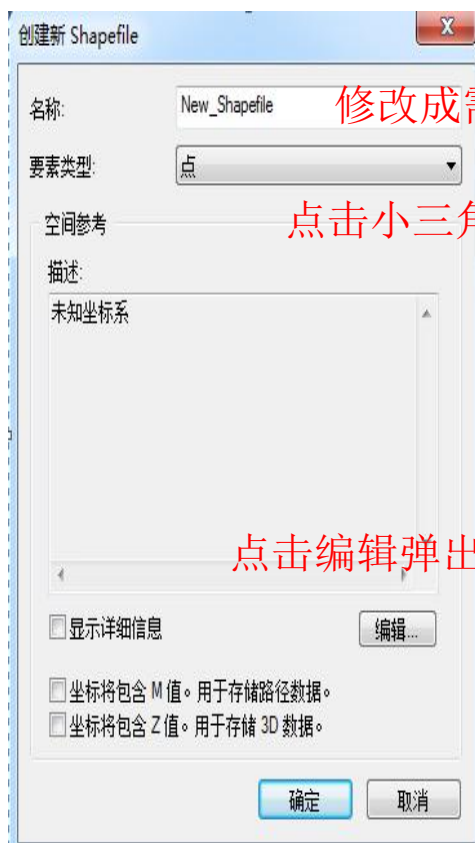 创建新 Shapefile
名称: New_Shapefile 修改成需
要素类型: 点
点击小三角
空间参考
描述:
未知坐标系
点击编辑弹出
显示详细信息 编辑...
坐标将包含 M 值。用于存储路径数据。
坐标将包含 Z 值。用于存储 3D 数据。
确定 取消